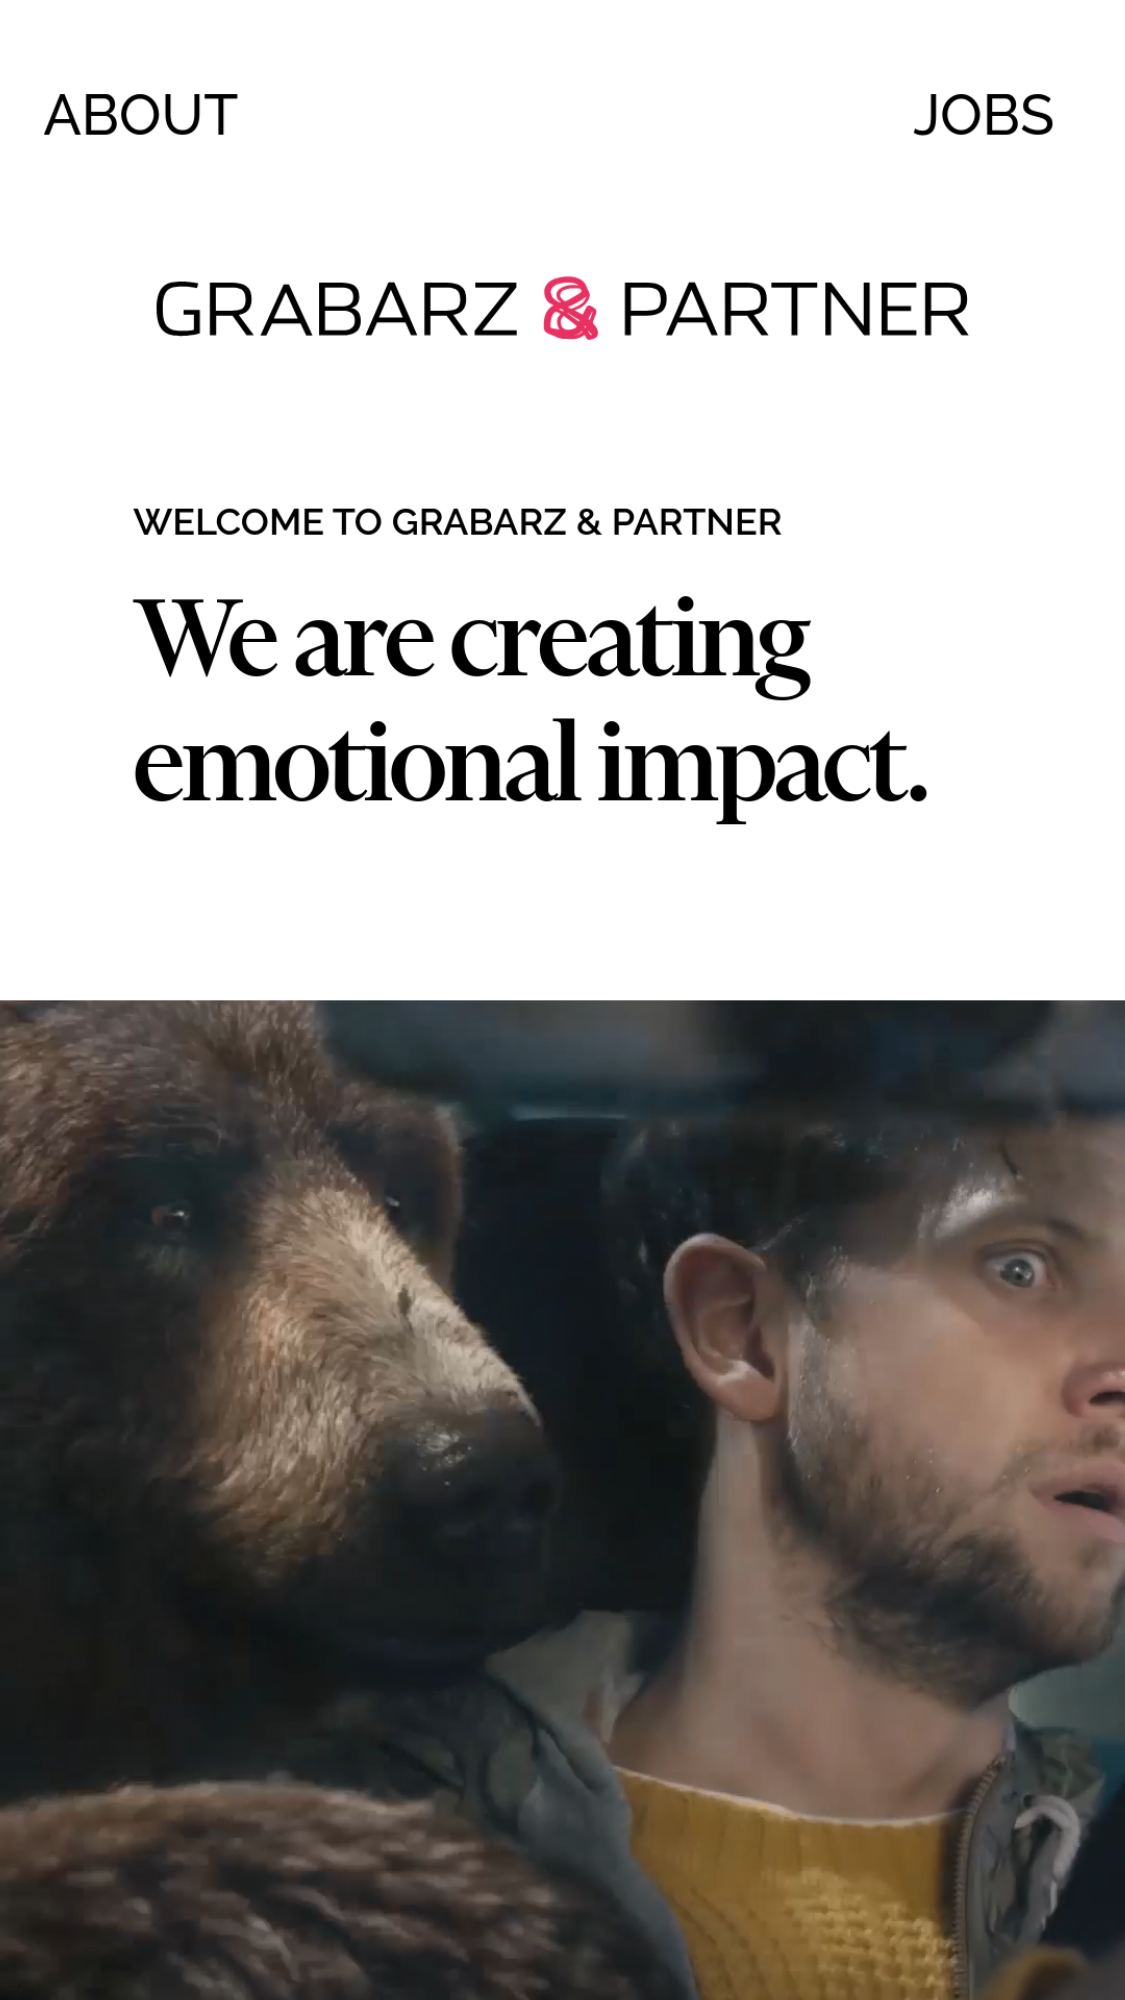 ABOUT
JOBS
GRABARZ & PARTNER
WELCOME TO GRABARZ & PARTNER
We are creating
emotional impact.